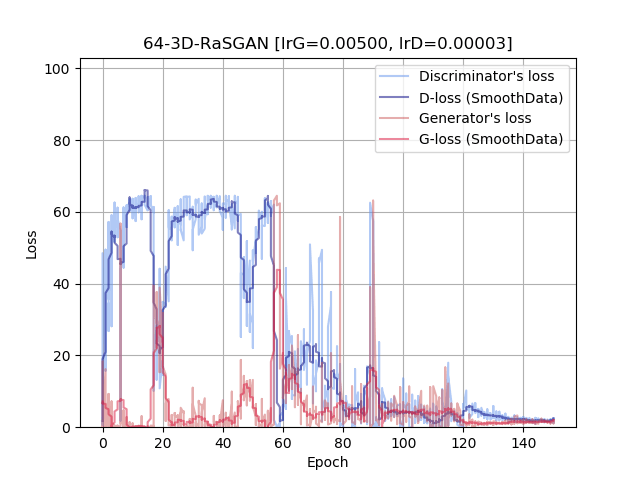 64-3D-RaSGAN [lrG=0.00500, lrD=0.00003]
100
80
60
40
20
0
Loss
Discriminator's loss
D-loss (SmoothData)
Generator's loss
G-loss (SmoothData)
0 20 40 60 80 100 120 140
Epoch